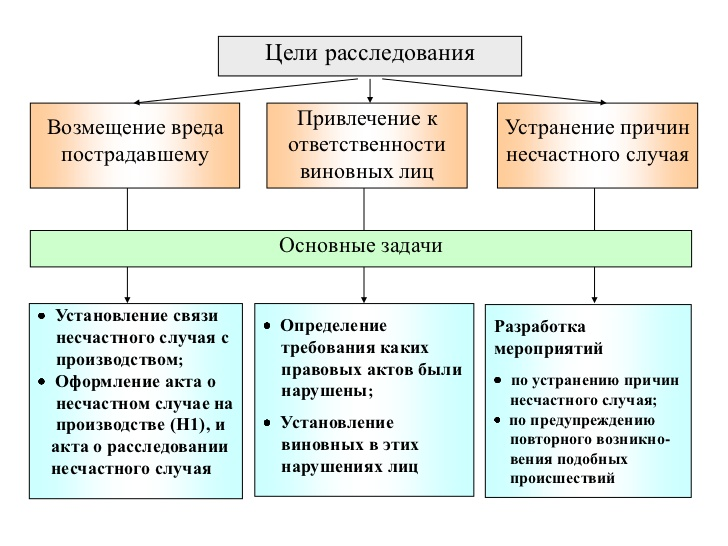 Цели расследования
Возмещение вреда
пострадавшему
Привлечение к
ответственности
виновных лиц
Устранение причин
несчастного случая
Основные задачи
• Установление связи
несчастного случая с
производством;
• Оформление акта о
несчастном случае на
производстве (Н1), и
акта о расследовании
несчастного случая
• Определение
требования каких
правовых актов были
нарушены;
• Установление
виновных в этих
нарушениях лиц
Разработка
мероприятий
• по устранению причин
несчастного случая;
• по предупреждению
повторного возникно-
вения подобных
происшествий